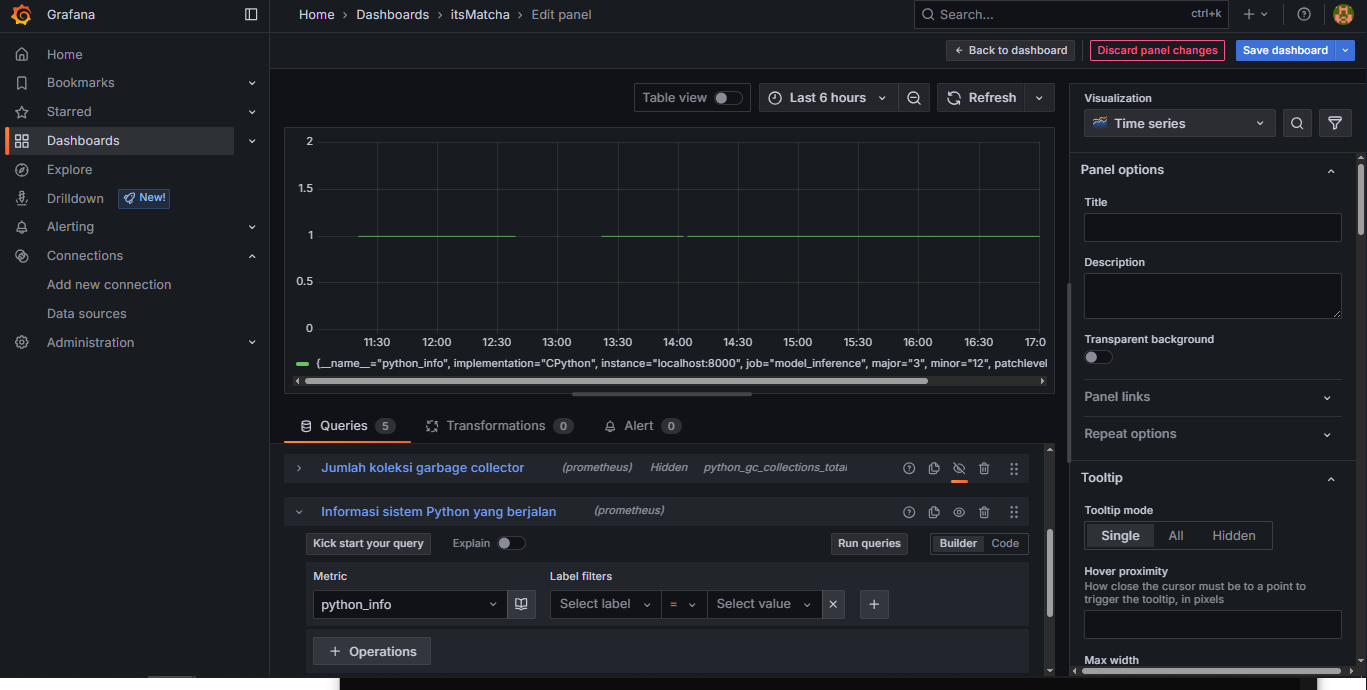 Grafana
Home › Dashboards › itsMatcha › Edit panel
Search...
ctrl+k
Back to dashboard
Discard panel changes
Save dashboard
Home
Bookmarks
Starred
Dashboards
Explore
Drilldown
New!
Alerting
Connections
Add new connection
Data sources
Administration
Table view
Last 6 hours
Refresh
2
1.5
1
0.5
0
11:30 12:00 12:30 13:00 13:30 14:00 14:30 15:00 15:30 16:00 16:30 17:0
{__name__="python_info", implementation="CPython", instance="localhost:8000", job="model_inference", major="3", minor="12", patchlevel
Queries 5
Transformations 0
Alert 0
Jumlah koleksi garbage collector (prometheus) Hidden python_gc_collections_total
Informasi sistem Python yang berjalan (prometheus)
Kick start your query
Explain
Run queries
Builder
Code
Metric
python_info
Label filters
Select label
=
Select value
+ Operations
Visualization
Time series
Panel options
Title
Description
Transparent background
Panel links
Repeat options
Tooltip
Tooltip mode
Single All Hidden
Hover proximity
How close the cursor must be to a point to
trigger the tooltip, in pixels
Max width